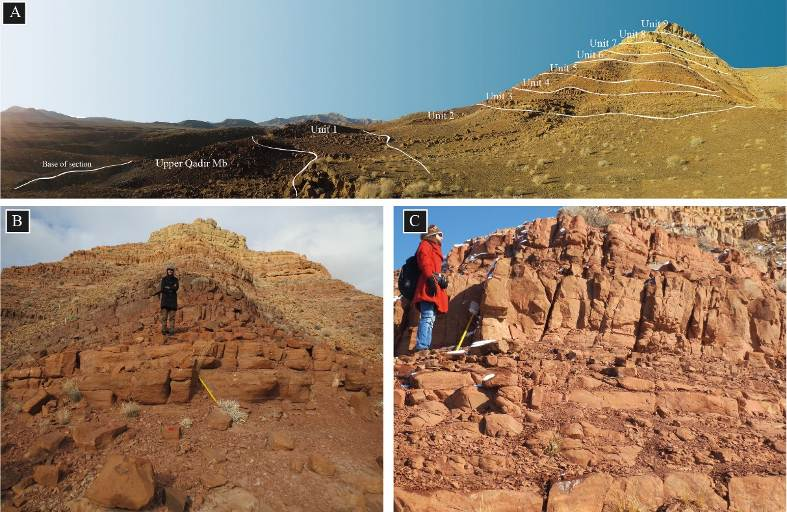 A
Unit 9
Unit 8
Unit 7
Unit 6
Unit 5
Unit 4
Unit 3
Unit 2
Unit 1
Base of section
Upper Qadir Mb
B
C